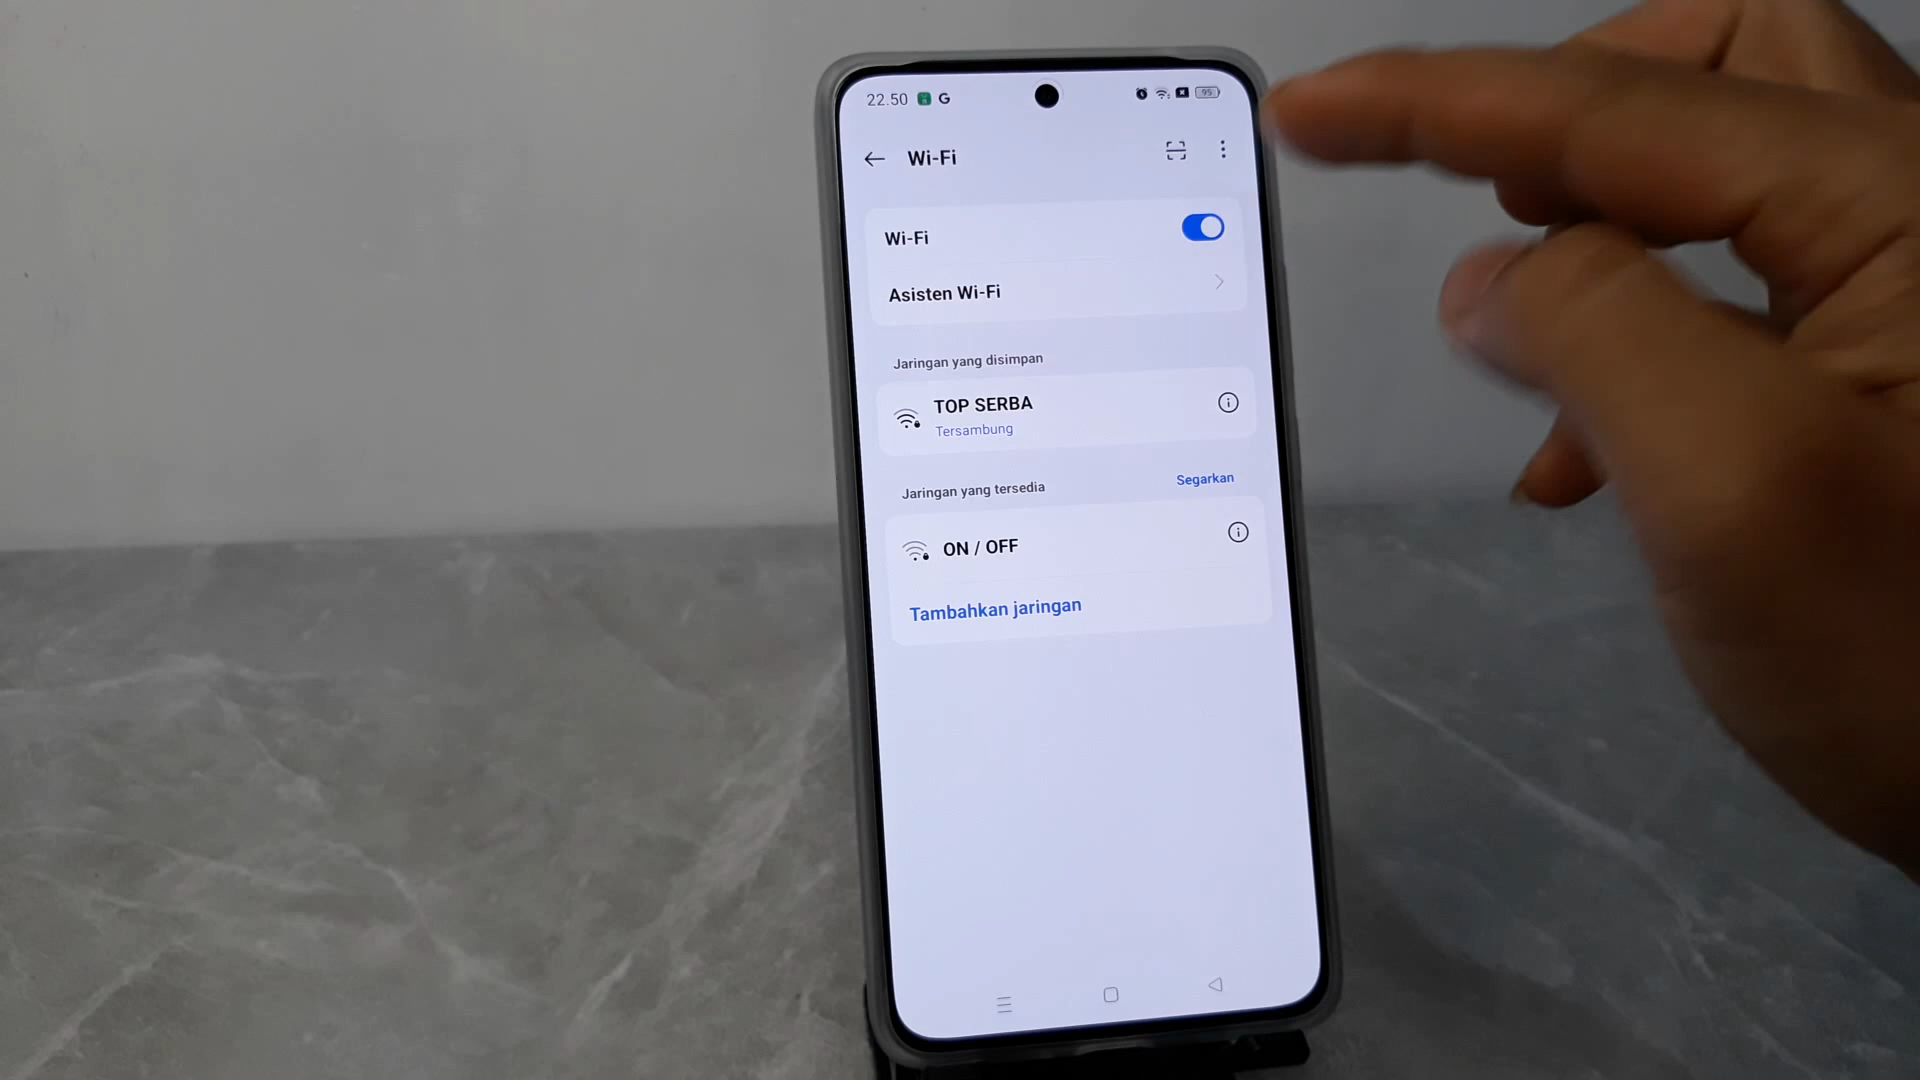 22.50 G 95
Wi-Fi
Wi-Fi
Asisten Wi-Fi
Jaringan yang disimpan
TOP SERBA
Tersambung
Jaringan yang tersedia Segarkan
ON / OFF
Tambahkan jaringan